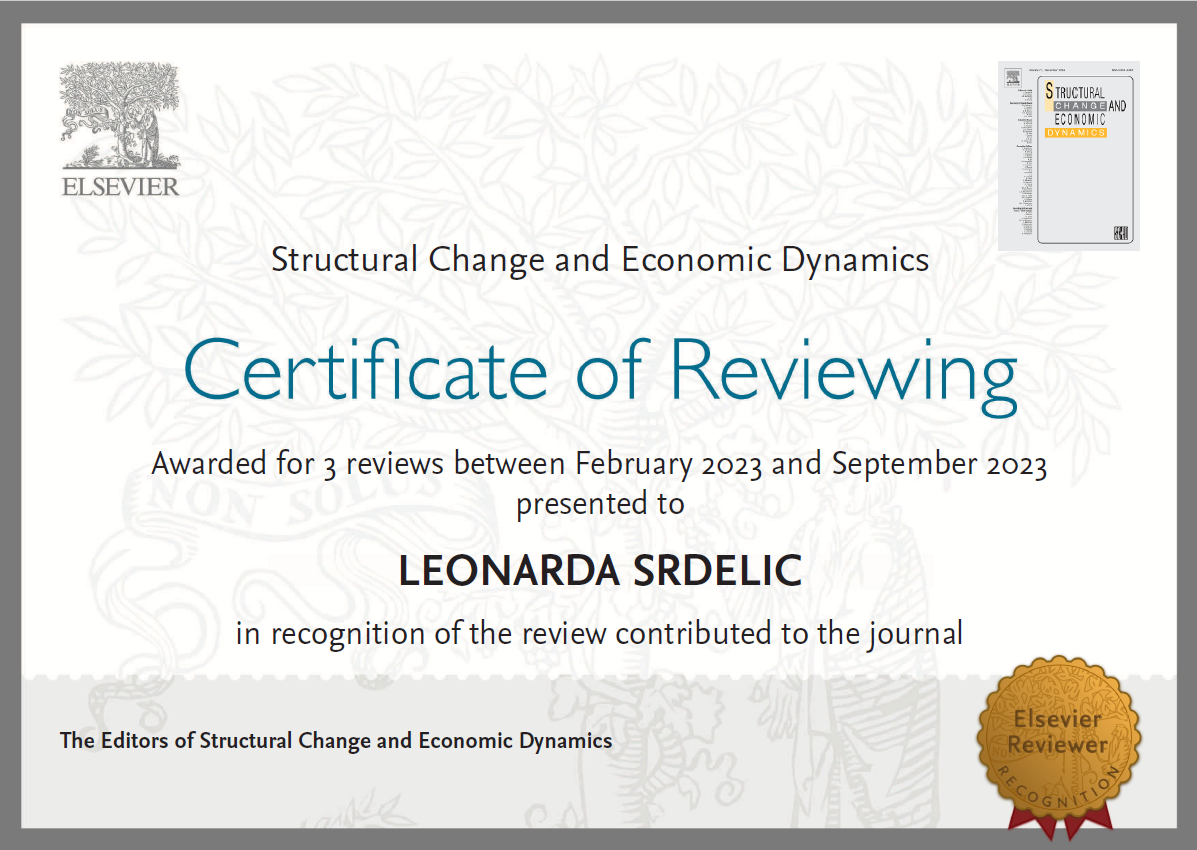 ELSEVIER
STRUCTURAL
CHANGE AND
ECONOMIC
DYNAMICS
Structural Change and Economic Dynamics
Certificate of Reviewing
Awarded for 3 reviews between February 2023 and September 2023
presented to
NON SOLUS
LEONARDA SRDELIC
in recognition of the review contributed to the journal
The Editors of Structural Change and Economic Dynamics
Elsevier
Reviewer
RECOGNITION